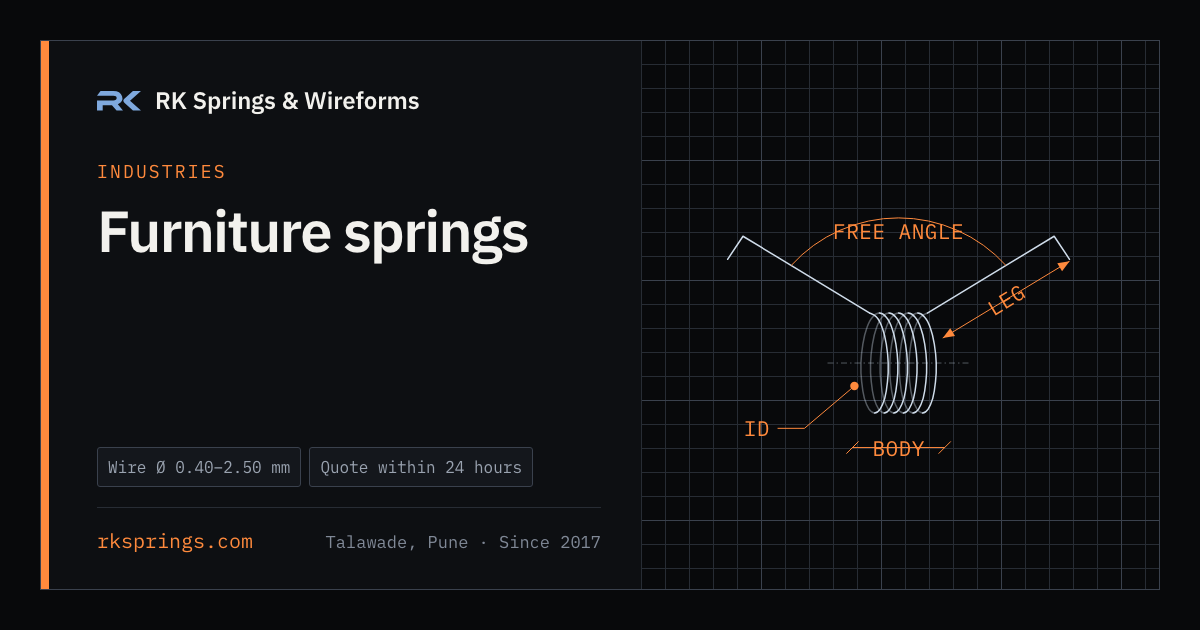 RK RK Springs & Wireforms
INDUSTRIES
Furniture springs
Wire Ø 0.40–2.50 mm
Quote within 24 hours
rksprings.com
Talawade, Pune · Since 2017
FREE ANGLE
LEG
ID
BODY